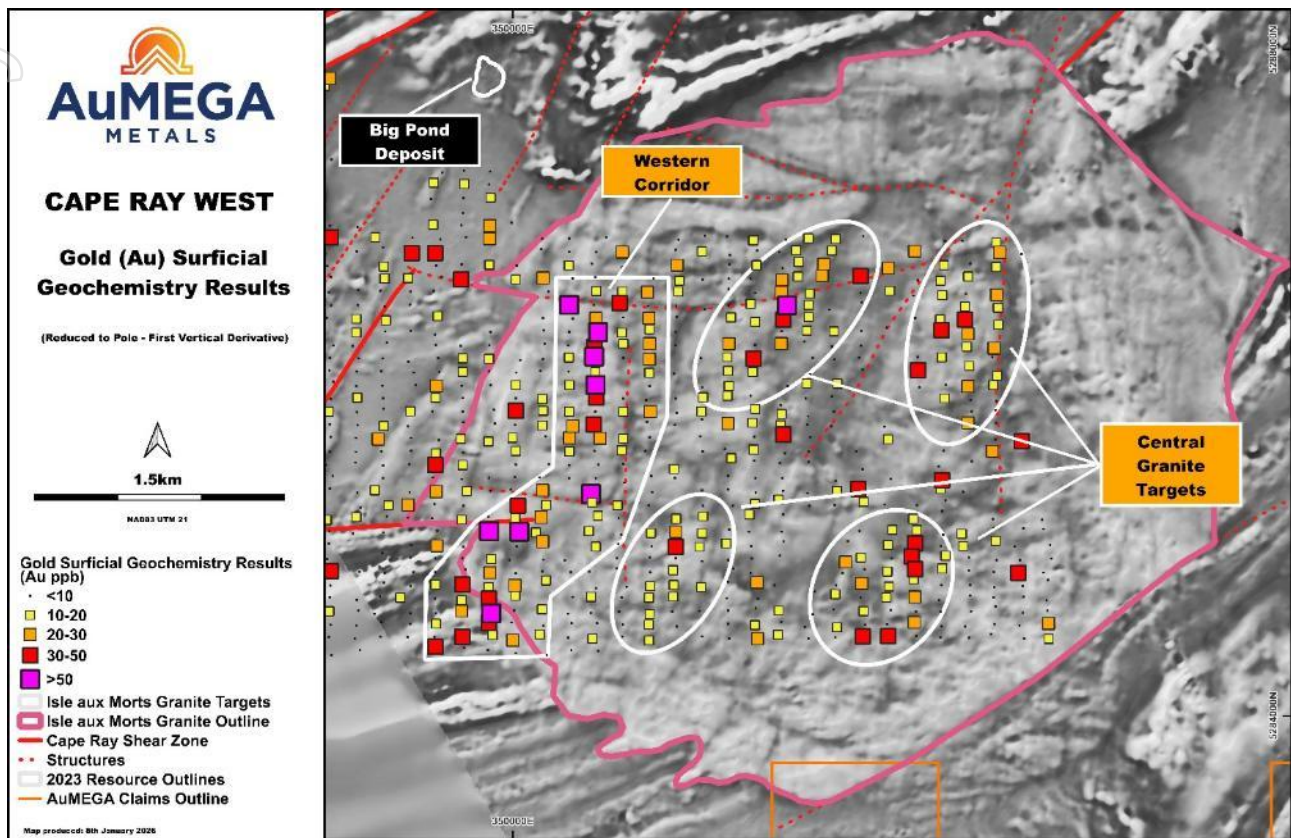 AuMEGA
METALS
CAPE RAY WEST
Gold (Au) Surficial
Geochemistry Results
(Reduced to Pole - First Vertical Derivative)
1.5km
NAD83 UTM 21
Gold Surficial Geochemistry Results
(Au ppb)
<10
10-20
20-30
30-50
>50
Isle aux Morts Granite Targets
Isle aux Morts Granite Outline
Cape Ray Shear Zone
Structures
2023 Resource Outlines
AuMEGA Claims Outline
Map produced: 8th January 2026
350000E
5288000N
Big Pond
Deposit
Western
Corridor
Central
Granite
Targets
5284000N
350000E